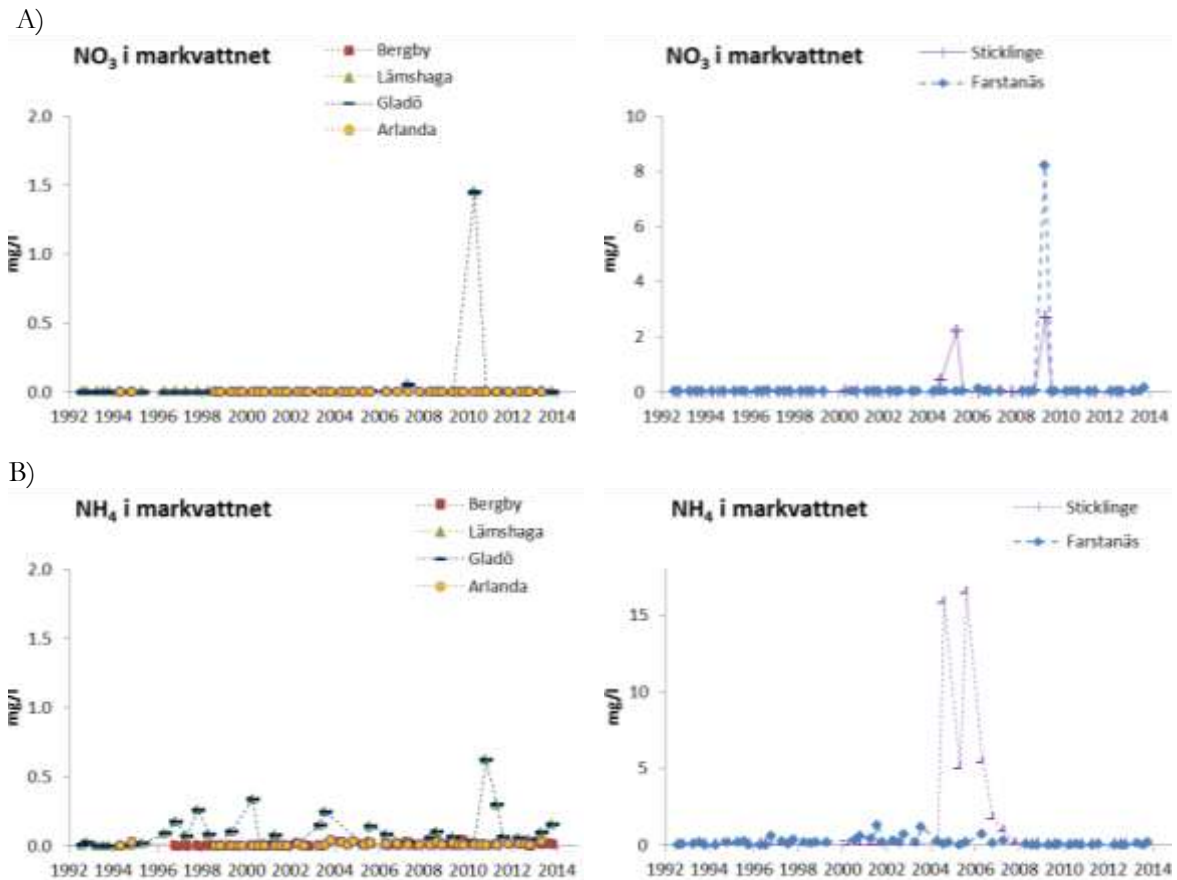 A)
NO₃ i markvattnet
Bergby
Lämshaga
Gladö
Arlanda
mg/l
2.0
1.5
1.0
0.5
0.0
1992 1994 1996 1998 2000 2002 2004 2006 2008 2010 2012 2014
NO₃ i markvattnet
Sticklinge
Farstanäs
mg/l
10
8
6
4
2
0
1992 1994 1996 1998 2000 2002 2004 2006 2008 2010 2012 2014
B)
NH₄ i markvattnet
Bergby
Lämshaga
Gladö
Arlanda
mg/l
2.0
1.5
1.0
0.5
0.0
1992 1994 1996 1998 2000 2002 2004 2006 2008 2010 2012 2014
NH₄ i markvattnet
Sticklinge
Farstanäs
mg/l
15
10
5
0
1992 1994 1996 1998 2000 2002 2004 2006 2008 2010 2012 2014